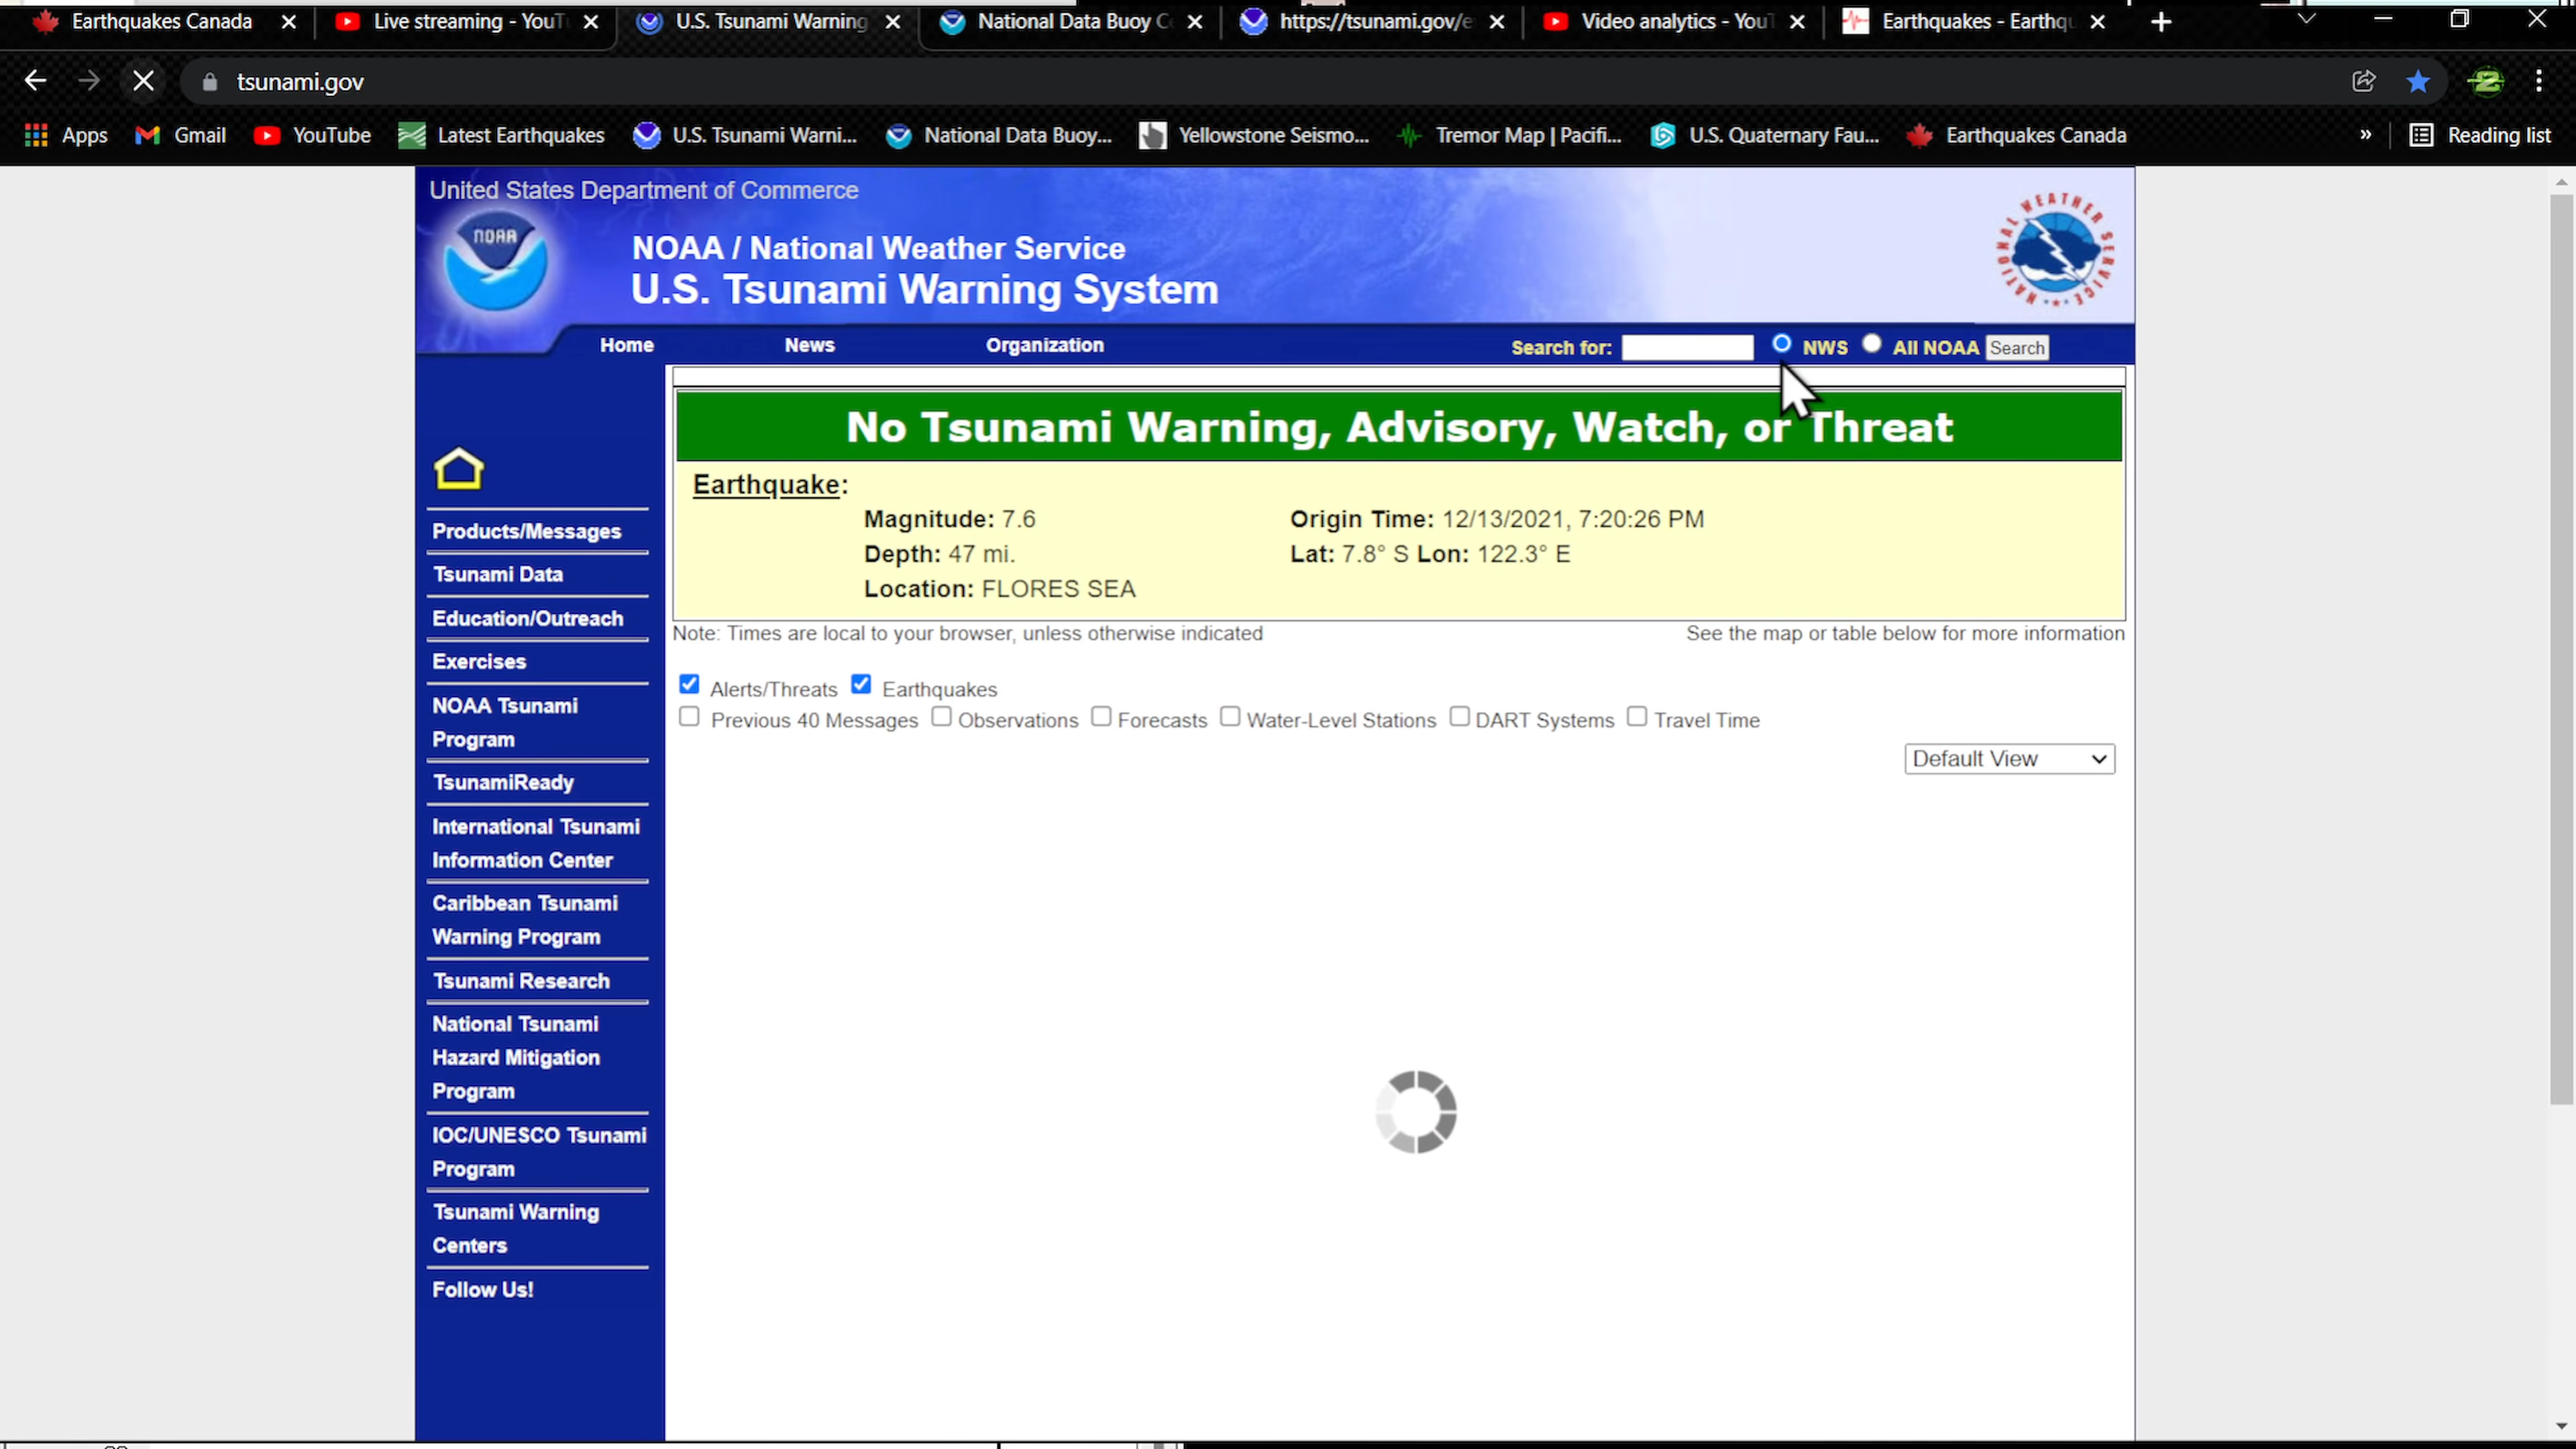 Earthquakes Canada
Live streaming - YouT
U.S. Tsunami Warning
National Data Buoy Ce
https://tsunami.gov/e
Video analytics - YouT
Earthquakes - Earthqu
tsunami.gov
Apps
Gmail
YouTube
Latest Earthquakes
U.S. Tsunami Warni...
National Data Buoy...
Yellowstone Seismo...
Tremor Map | Pacifi...
U.S. Quaternary Fau...
Earthquakes Canada
»
Reading list
United States Department of Commerce
NOAA
NOAA / National Weather Service
U.S. Tsunami Warning System
NATIONAL WEATHER SERVICE
Home
News
Organization
Search for:
NWS
All NOAA
Search
No Tsunami Warning, Advisory, Watch, or Threat
Earthquake:
Magnitude: 7.6
Origin Time: 12/13/2021, 7:20:26 PM
Depth: 47 mi.
Lat: 7.8° S Lon: 122.3° E
Location: FLORES SEA
Note: Times are local to your browser, unless otherwise indicated
See the map or table below for more information
Alerts/Threats
Earthquakes
Previous 40 Messages
Observations
Forecasts
Water-Level Stations
DART Systems
Travel Time
Default View
Products/Messages
Tsunami Data
Education/Outreach
Exercises
NOAA Tsunami
Program
TsunamiReady
International Tsunami
Information Center
Caribbean Tsunami
Warning Program
Tsunami Research
National Tsunami
Hazard Mitigation
Program
IOC/UNESCO Tsunami
Program
Tsunami Warning
Centers
Follow Us!